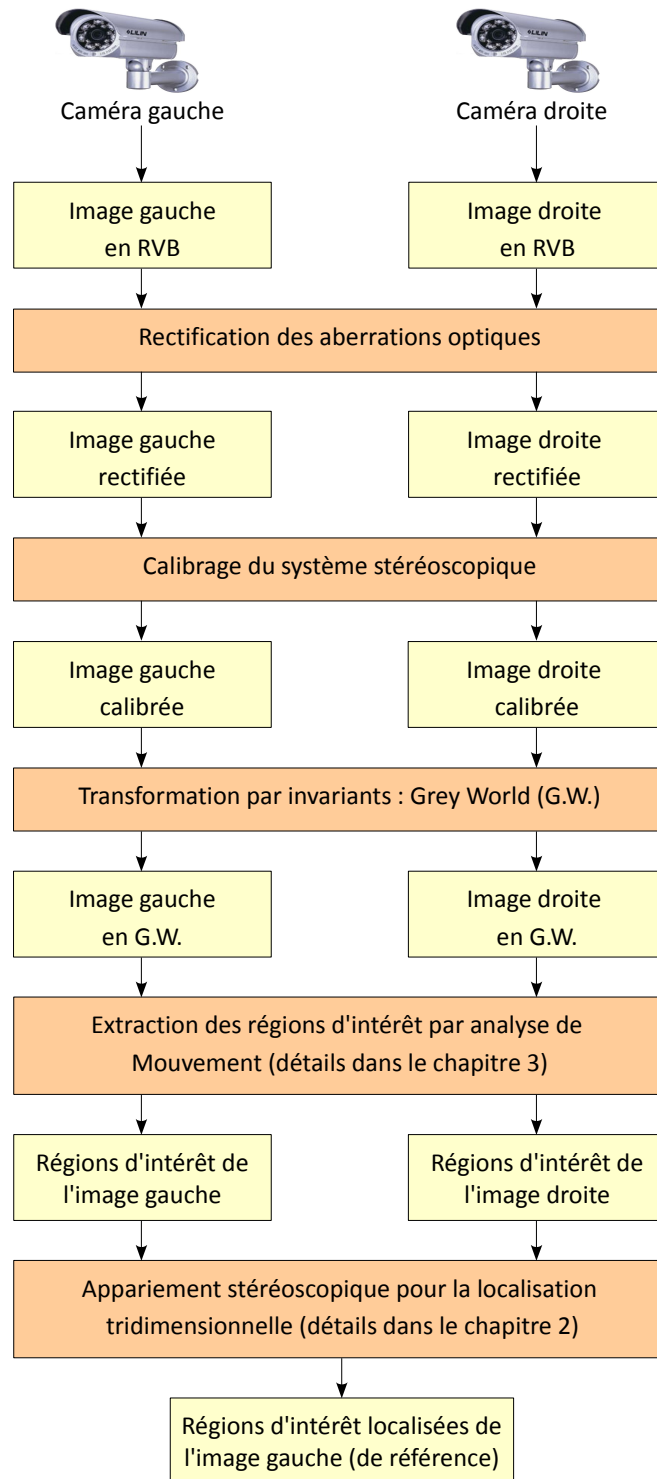 LILIN
LILIN
Caméra gauche
Caméra droite
Image gauche
en RVB
Image droite
en RVB
Rectification des aberrations optiques
Image gauche
rectifiée
Image droite
rectifiée
Calibrage du système stéréoscopique
Image gauche
calibrée
Image droite
calibrée
Transformation par invariants : Grey World (G.W.)
Image gauche
en G.W.
Image droite
en G.W.
Extraction des régions d'intérêt par analyse de
Mouvement (détails dans le chapitre 3)
Régions d'intérêt de
l'image gauche
Régions d'intérêt de
l'image droite
Appariement stéréoscopique pour la localisation
tridimensionnelle (détails dans le chapitre 2)
Régions d'intérêt localisées de
l'image gauche (de référence)